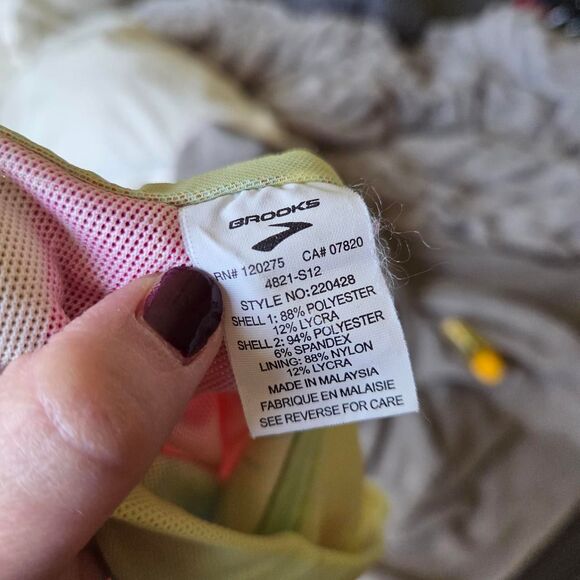 BROOKS
RN# 120275 CA# 07820
4821-S12
STYLE NO:220428
SHELL 1: 88% POLYESTER
12% LYCRA
SHELL 2: 94% POLYESTER
6% SPANDEX
LINING: 88% NYLON
12% LYCRA
MADE IN MALAYSIA
FABRIQUE EN MALAISIE
SEE REVERSE FOR CARE